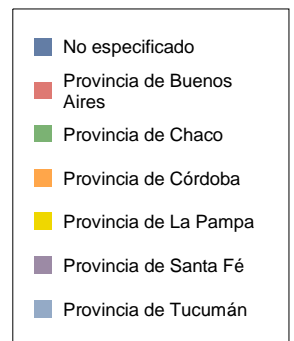 No especificado
Provincia de Buenos
Aires
Provincia de Chaco
Provincia de Córdoba
Provincia de La Pampa
Provincia de Santa Fé
Provincia de Tucumán